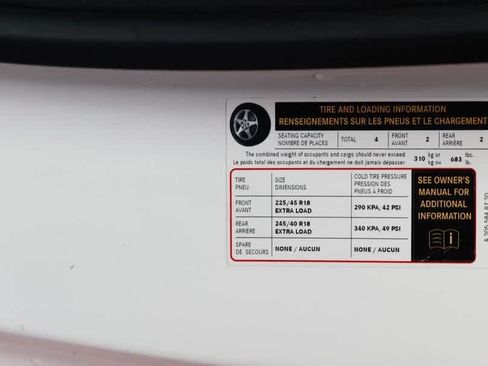 TIRE AND LOADING INFORMATION
RENSEIGNEMENTS SUR LES PNEUS ET LE CHARGEMENT
SEATING CAPACITY TOTAL 4 FRONT 2 REAR 2
NOMBRE DE PLACES AVANT ARRIÈRE
The combined weight of occupants and cargo should never exceed 310 kg or 683 lbs.
Le poids total des occupants et du chargement ne doit jamais dépasser kg ou lb.
TIRE SIZE COLD TIRE PRESSURE
PNEU DIMENSIONS PRESSION DES
PNEUS À FROID
FRONT 225/45 R18 290 KPA, 42 PSI
AVANT EXTRA LOAD
REAR 245/40 R18 340 KPA, 49 PSI
ARRIÈRE EXTRA LOAD
SPARE NONE / AUCUN NONE / AUCUN
DE SECOURS
SEE OWNER'S
MANUAL FOR
ADDITIONAL
INFORMATION
i
A 205 584 87 20